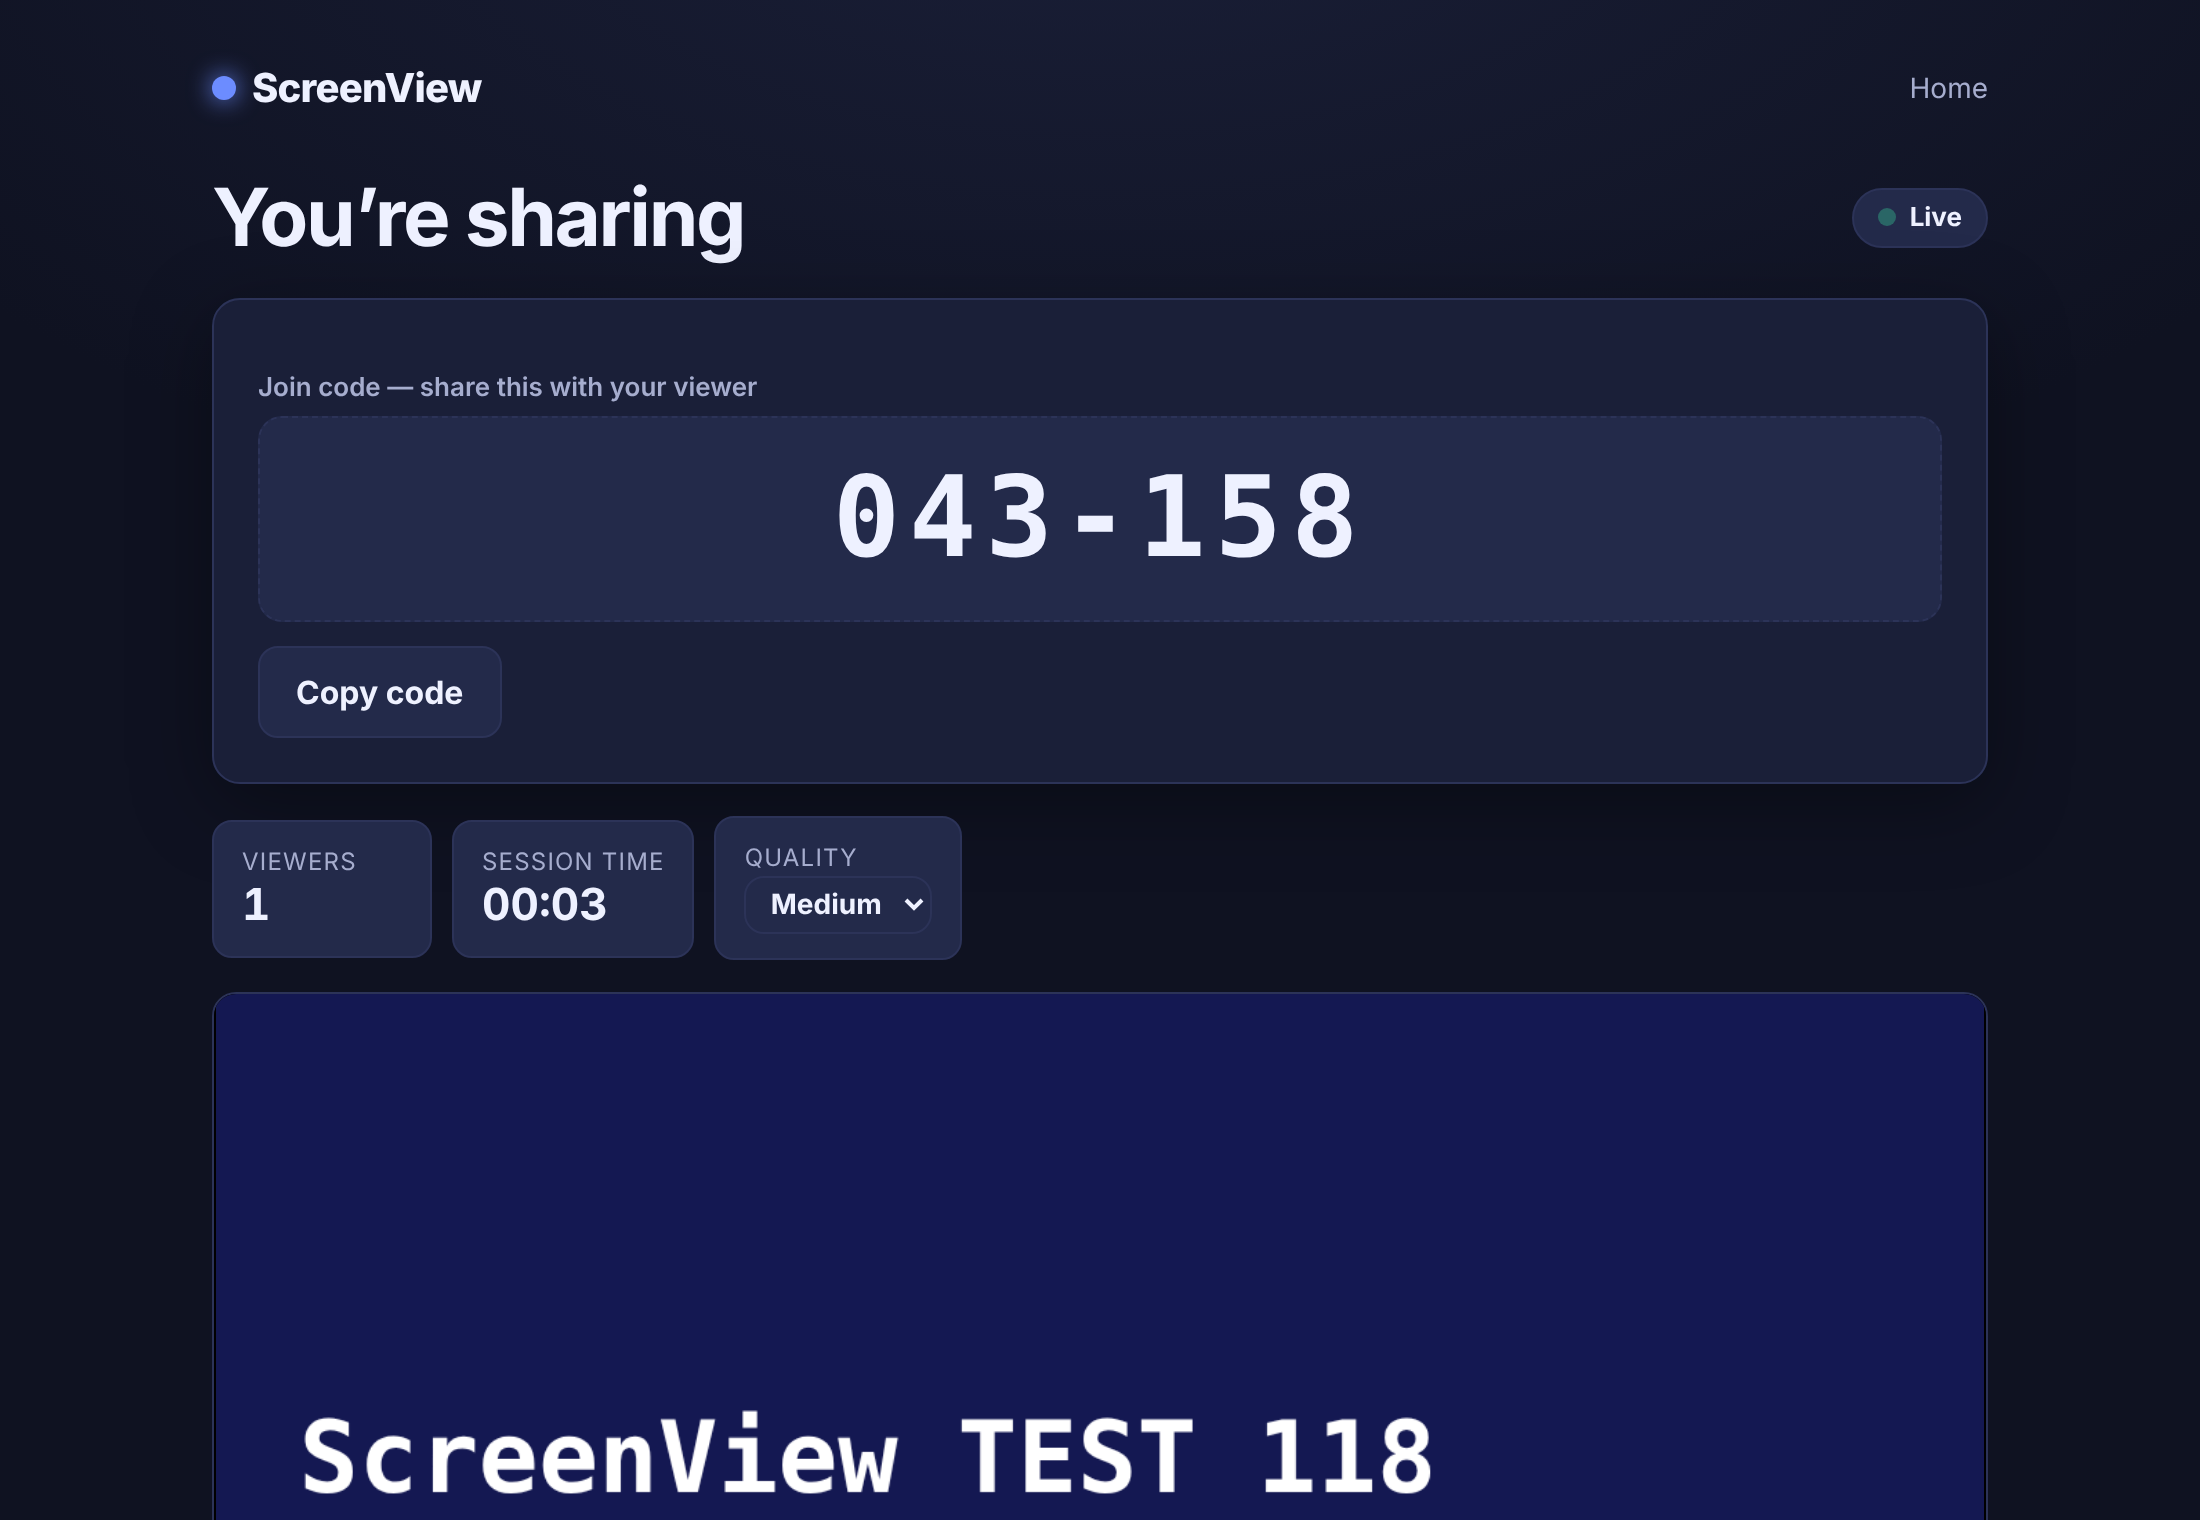 ScreenView
Home
You’re sharing
Live
Join code — share this with your viewer
043-158
Copy code
VIEWERS
1
SESSION TIME
00:03
QUALITY
Medium
ScreenView TEST 118